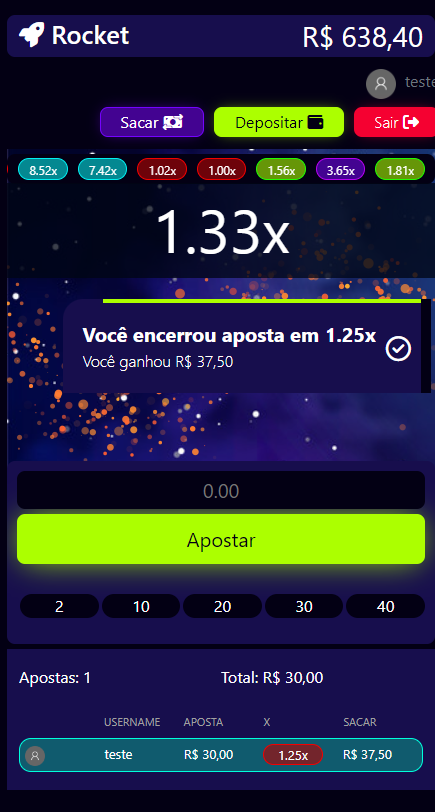 Rocket R$ 638,40
teste
Sacar Depositar Sair
8.52x 7.42x 1.02x 1.00x 1.56x 3.65x 1.81x
1.33x
Você encerrou aposta em 1.25x
Você ganhou R$ 37,50
0.00
Apostar
2 10 20 30 40
Apostas: 1 Total: R$ 30,00
USERNAME APOSTA X SACAR
teste R$ 30,00 1.25x R$ 37,50